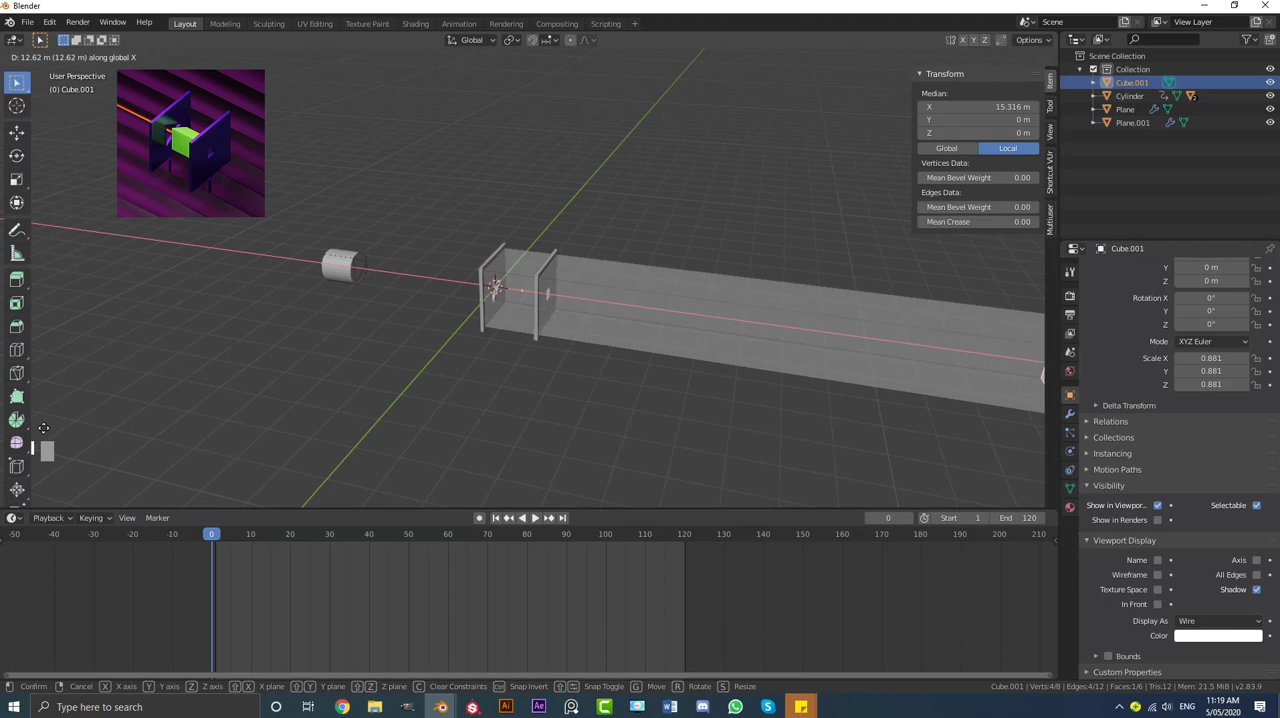 Blender
File Edit Render Window Help Layout Modeling Sculpting UV Editing Texture Paint Shading Animation Rendering Compositing Scripting + Scene View Layer
Global X Y Z Options
D: 12.62 m (12.62 m) along global X
User Perspective
(0) Cube.001
Transform
Median:
X 15.316 m
Y 0 m
Z 0 m
Global Local
Vertices Data:
Mean Bevel Weight 0.00
Edges Data:
Mean Bevel Weight 0.00
Mean Crease 0.00
Item
Tool
View
Shortcut VUr
Multiuser
Scene Collection
Collection
Cube.001
Cylinder
Plane
Plane.001
Cube.001
Y 0 m
Z 0 m
Rotation X 0°
Y 0°
Z 0°
Mode XYZ Euler
Scale X 0.881
Y 0.881
Z 0.881
Delta Transform
Relations
Collections
Instancing
Motion Paths
Visibility
Show in Viewpor... Selectable
Show in Renders
Viewport Display
Name Axis
Wireframe All Edges
Texture Space Shadow
In Front
Display As Wire
Color
Bounds
Custom Properties
Playback Keying View Marker 0 Start 1 End 120
-50 -40 -30 -20 -10 0 10 20 30 40 50 60 70 80 90 100 110 120 130 140 150 160 170 180 190 200 210
Confirm Cancel X X axis Y Y axis Z Z axis X X plane Y Y plane Z Z plane C Clear Constraints Snap Invert Snap Toggle G Move R Rotate S Resize Cube.001 | Verts:4/8 | Edges:4/12 | Faces:1/6 | Tris:12 | Mem: 21.5 MiB | v2.83.9
Type here to search
11:19 AM
5/05/2020